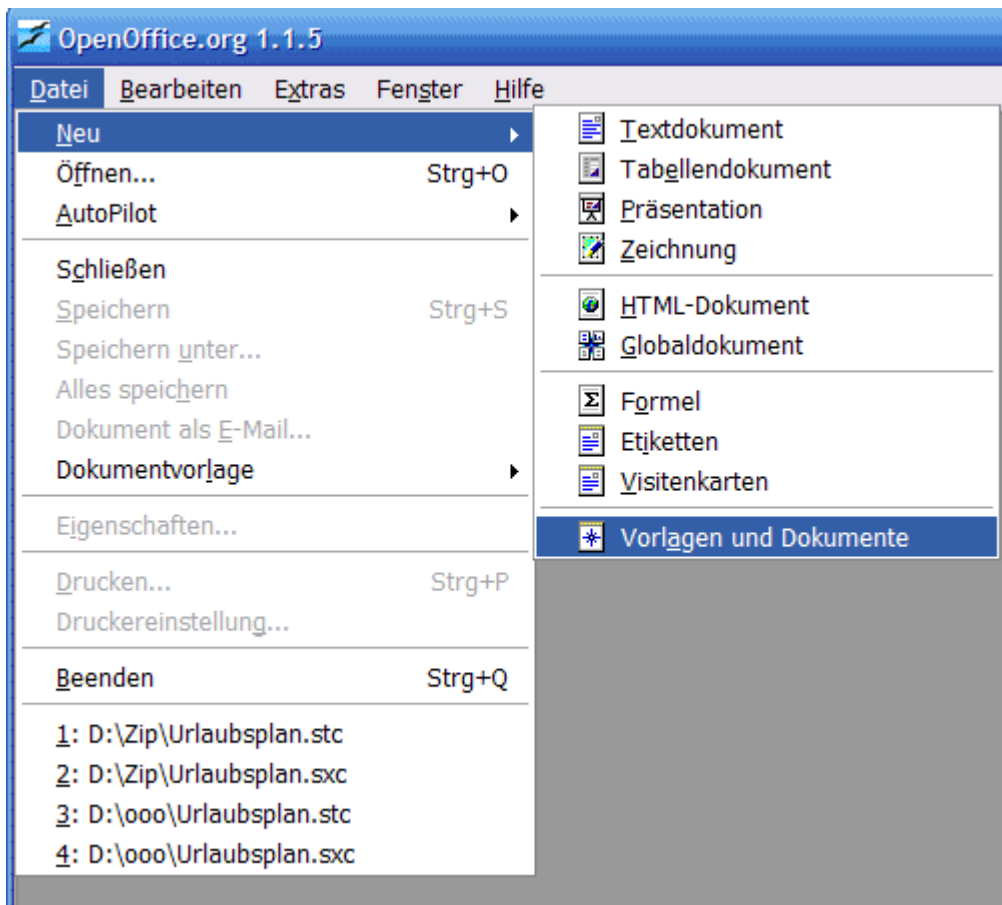 OpenOffice.org 1.1.5
Datei Bearbeiten Extras Fenster Hilfe
Neu
Öffnen... Strg+O
AutoPilot
Schließen
Speichern Strg+S
Speichern unter...
Alles speichern
Dokument als E-Mail...
Dokumentvorlage
Eigenschaften...
Drucken... Strg+P
Druckereinstellung...
Beenden Strg+Q
1: D:\Zip\Urlaubsplan.stc
2: D:\Zip\Urlaubsplan.sxc
3: D:\ooo\Urlaubsplan.stc
4: D:\ooo\Urlaubsplan.sxc
Textdokument
Tabellendokument
Präsentation
Zeichnung
HTML-Dokument
Globaldokument
Formel
Etiketten
Visitenkarten
Vorlagen und Dokumente